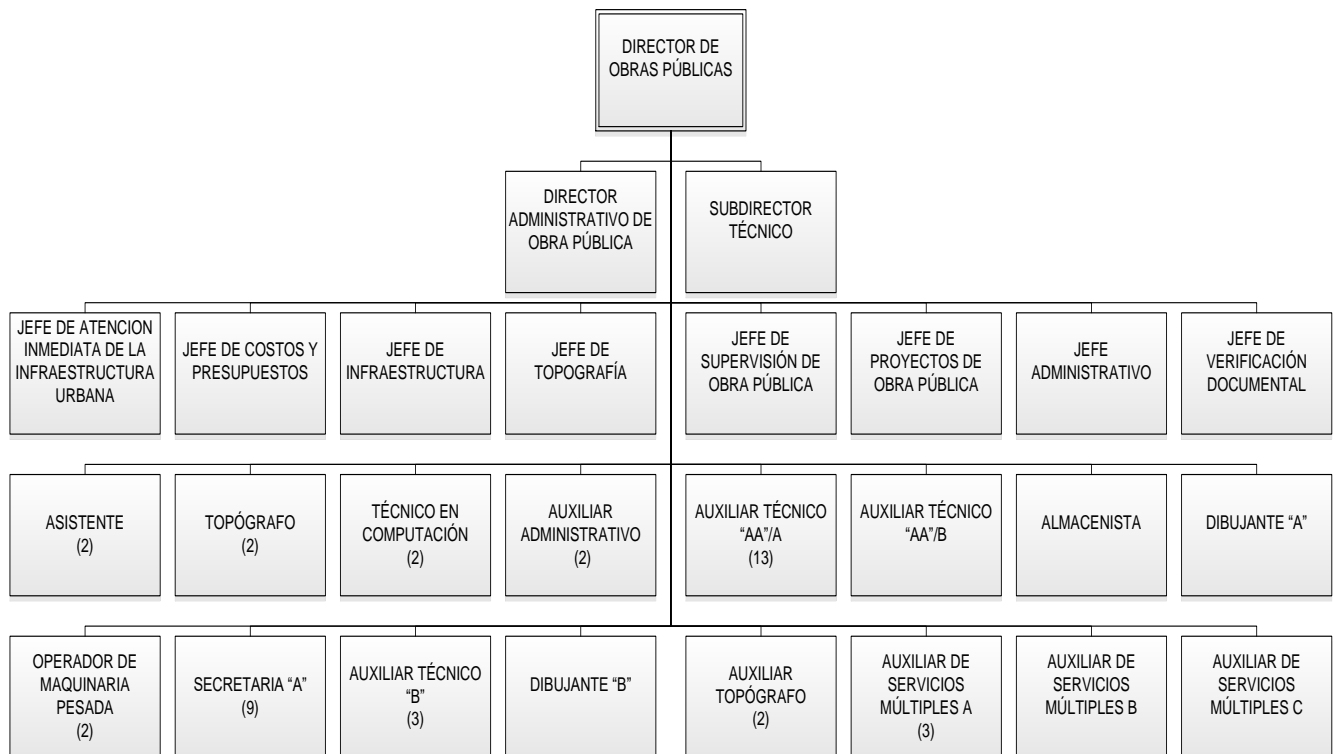 DIRECTOR DE
OBRAS PÚBLICAS
DIRECTOR
ADMINISTRATIVO DE
OBRA PÚBLICA
SUBDIRECTOR
TÉCNICO
JEFE DE ATENCION
INMEDIATA DE LA
INFRAESTRUCTURA
URBANA
JEFE DE COSTOS Y
PRESUPUESTOS
JEFE DE
INFRAESTRUCTURA
JEFE DE
TOPOGRAFÍA
JEFE DE
SUPERVISIÓN DE
OBRA PÚBLICA
JEFE DE
PROYECTOS DE
OBRA PÚBLICA
JEFE
ADMINISTRATIVO
JEFE DE
VERIFICACIÓN
DOCUMENTAL
ASISTENTE
(2)
TOPÓGRAFO
(2)
TÉCNICO EN
COMPUTACIÓN
(2)
AUXILIAR
ADMINISTRATIVO
(2)
AUXILIAR TÉCNICO
“AA”/A
(13)
AUXILIAR TÉCNICO
“AA”/B
ALMACENISTA
DIBUJANTE “A”
OPERADOR DE
MAQUINARIA
PESADA
(2)
SECRETARIA “A”
(9)
AUXILIAR TÉCNICO
“B”
(3)
DIBUJANTE “B”
AUXILIAR
TOPÓGRAFO
(2)
AUXILIAR DE
SERVICIOS
MÚLTIPLES A
(3)
AUXILIAR DE
SERVICIOS
MÚLTIPLES B
AUXILIAR DE
SERVICIOS
MÚLTIPLES C